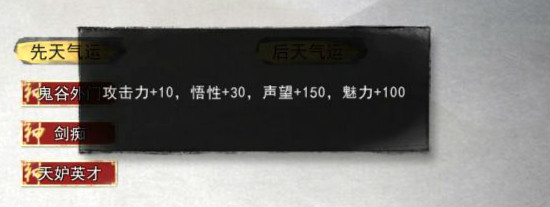 先天气运
后天气运
鬼谷外门
攻击力+10，悟性+30，声望+150，魅力+100
神
剑痴
天妒英才